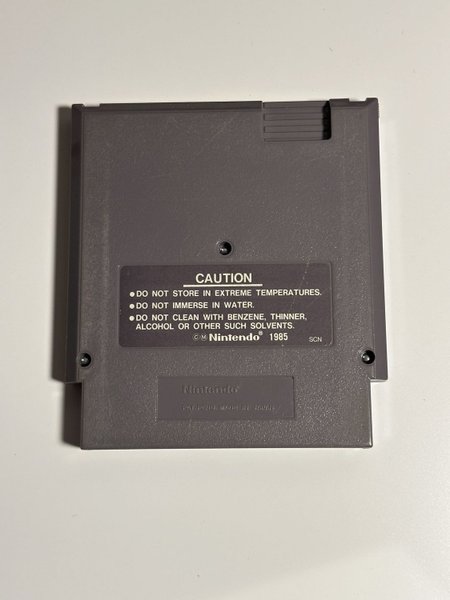 CAUTION
● DO NOT STORE IN EXTREME TEMPERATURES.
● DO NOT IMMERSE IN WATER.
● DO NOT CLEAN WITH BENZENE, THINNER,
ALCOHOL OR OTHER SUCH SOLVENTS.
©Ⓜ Nintendo® 1985 SCN
Nintendo®